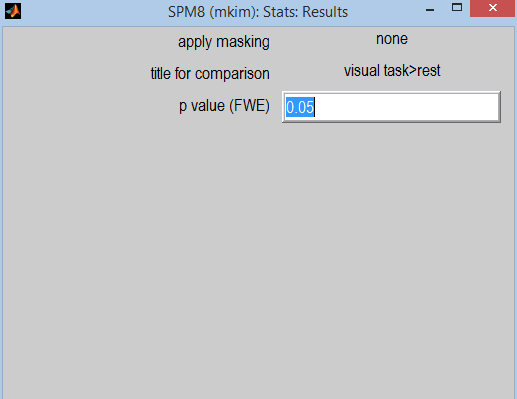 SPM8 (mkim): Stats: Results
apply masking none
title for comparison visual task>rest
p value (FWE) 0.05